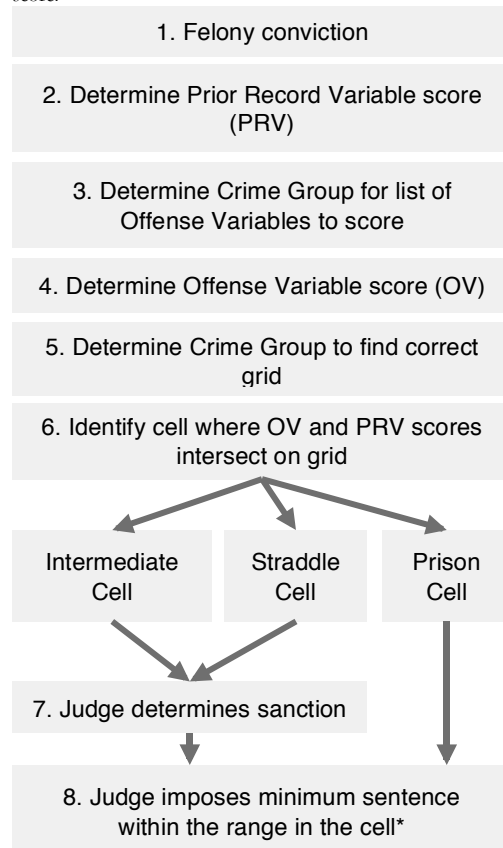 score.
1. Felony conviction
2. Determine Prior Record Variable score
(PRV)
3. Determine Crime Group for list of
Offense Variables to score
4. Determine Offense Variable score (OV)
5. Determine Crime Group to find correct
grid
6. Identify cell where OV and PRV scores
intersect on grid
Intermediate
Cell
Straddle
Cell
Prison
Cell
7. Judge determines sanction
8. Judge imposes minimum sentence
within the range in the cell*